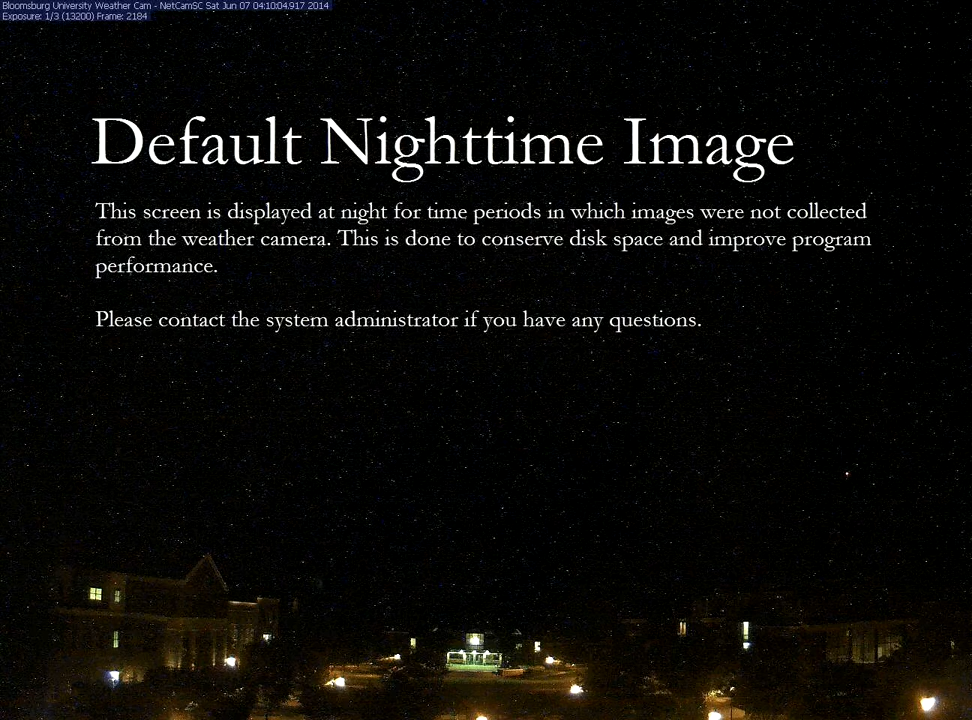 Bloomsburg University Weather Cam - NetCamSC Sat Jun 07 04:10:04.917 2014
Exposure: 1/3 (13200) Frame: 2184
Default Nighttime Image
This screen is displayed at night for time periods in which images were not collected
from the weather camera. This is done to conserve disk space and improve program
performance.
Please contact the system administrator if you have any questions.